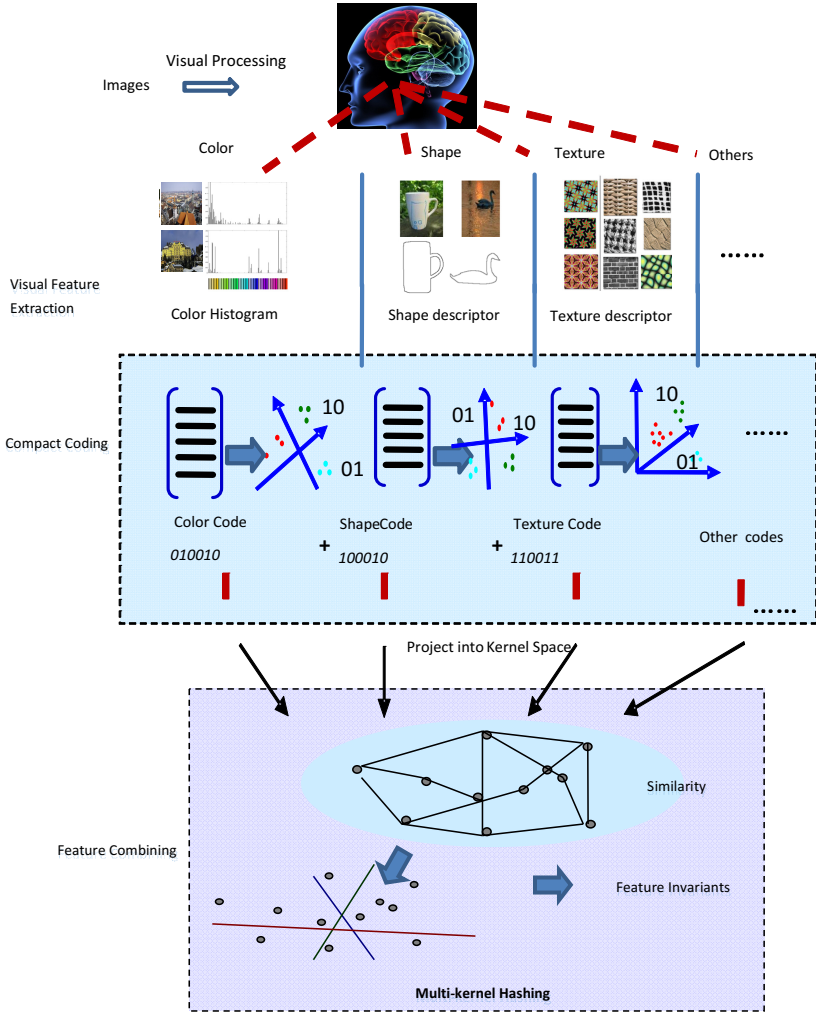 Visual Processing
Images
Color
Shape
Texture
Others
......
Visual Feature
Extraction
Color Histogram
Shape descriptor
Texture descriptor
Compact Coding
10
01
01
10
10
01
......
Color Code
ShapeCode
Texture Code
Other codes
010010
+
100010
+
110011
......
Project into Kernel Space
Similarity
Feature Combining
Feature Invariants
Multi-kernel Hashing